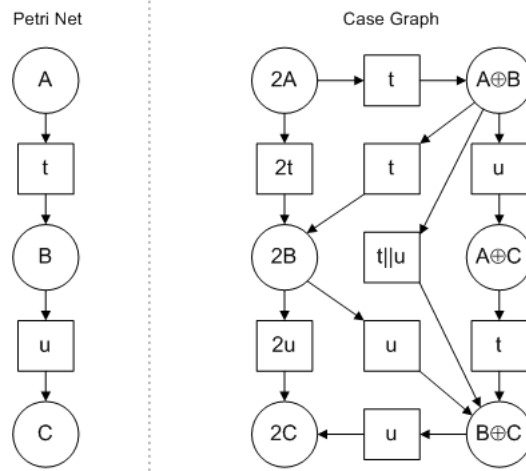 Petri Net
Case Graph
A
2A
t
A⊕B
t
2t
t
u
B
2B
t||u
A⊕C
u
2u
u
t
C
2C
u
B⊕C